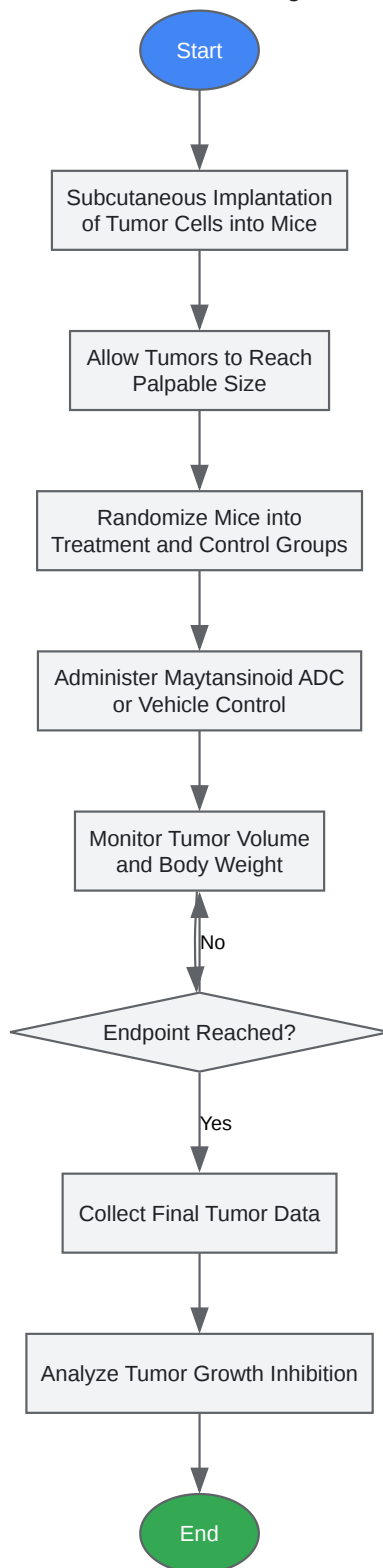 Start
Subcutaneous Implantation
of Tumor Cells into Mice
Allow Tumors to Reach
Palpable Size
Randomize Mice into
Treatment and Control Groups
Administer Maytansinoid ADC
or Vehicle Control
Monitor Tumor Volume
and Body Weight
No
Endpoint Reached?
Yes
Collect Final Tumor Data
Analyze Tumor Growth Inhibition
End